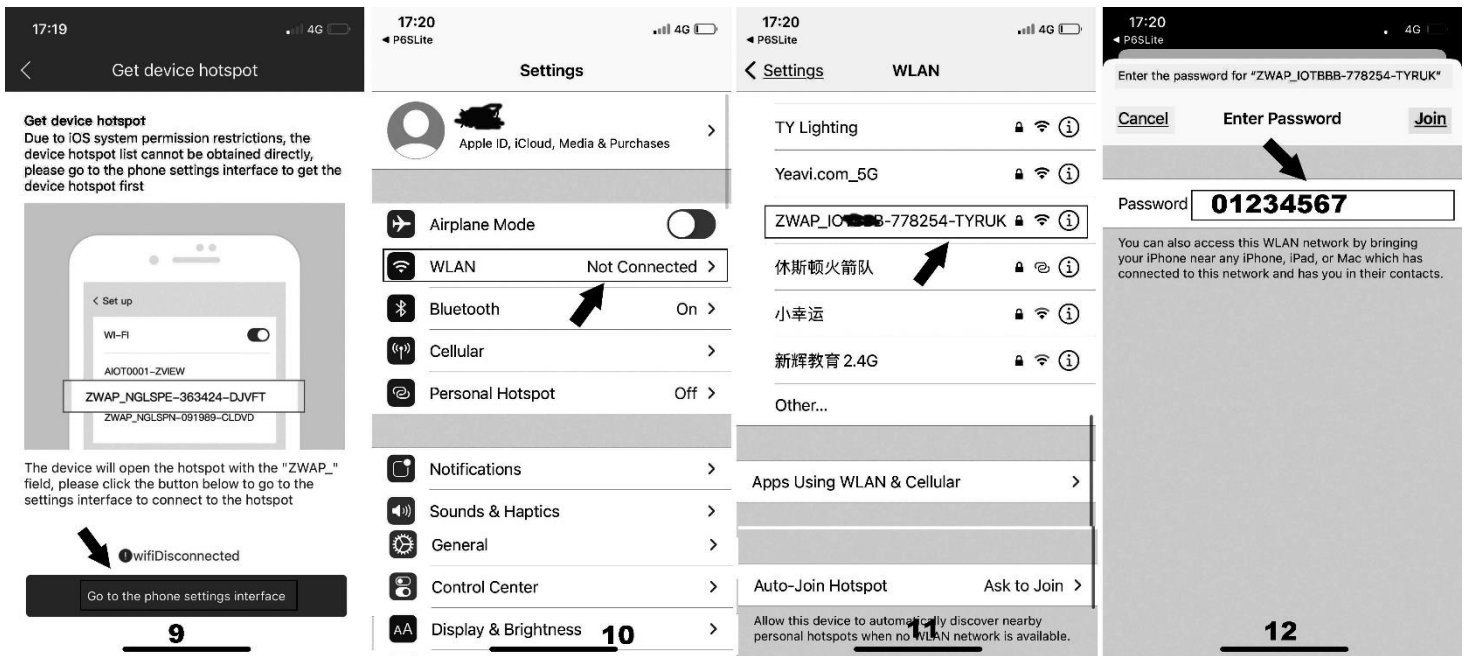 17:19
4G
Get device hotspot
Get device hotspot
Due to iOS system permission restrictions, the
device hotspot list cannot be obtained directly,
please go to the phone settings interface to get the
device hotspot first
Set up
WI-FI
AIOT0001-ZVIEW
ZWAP_NGLSPE-363424-DJVFT
ZWAP_NGLSPN-091989-CLDVD
The device will open the hotspot with the "ZWAP_"
field, please click the button below to go to the
settings interface to connect to the hotspot
wifiDisconnected
Go to the phone settings interface
9
17:20
4G
P6SLite
Settings
Apple ID, iCloud, Media & Purchases
Airplane Mode
WLAN Not Connected
Bluetooth On
Cellular
Personal Hotspot Off
Notifications
Sounds & Haptics
General
Control Center
AA Display & Brightness
10
17:20
4G
P6SLite
Settings WLAN
TY Lighting
Yeavi.com_5G
ZWAP_IO B-778254-TYRUK
休斯顿火箭队
小幸运
新辉教育 2.4G
Other...
Apps Using WLAN & Cellular
Auto-Join Hotspot Ask to Join
Allow this device to automatically discover nearby
personal hotspots when no WLAN network is available.
11
17:20
4G
P6SLite
Enter the password for “ZWAP_IOTBBB-778254-TYRUK”
Cancel Enter Password Join
Password 01234567
You can also access this WLAN network by bringing
your iPhone near any iPhone, iPad, or Mac which has
connected to this network and has you in their contacts.
12